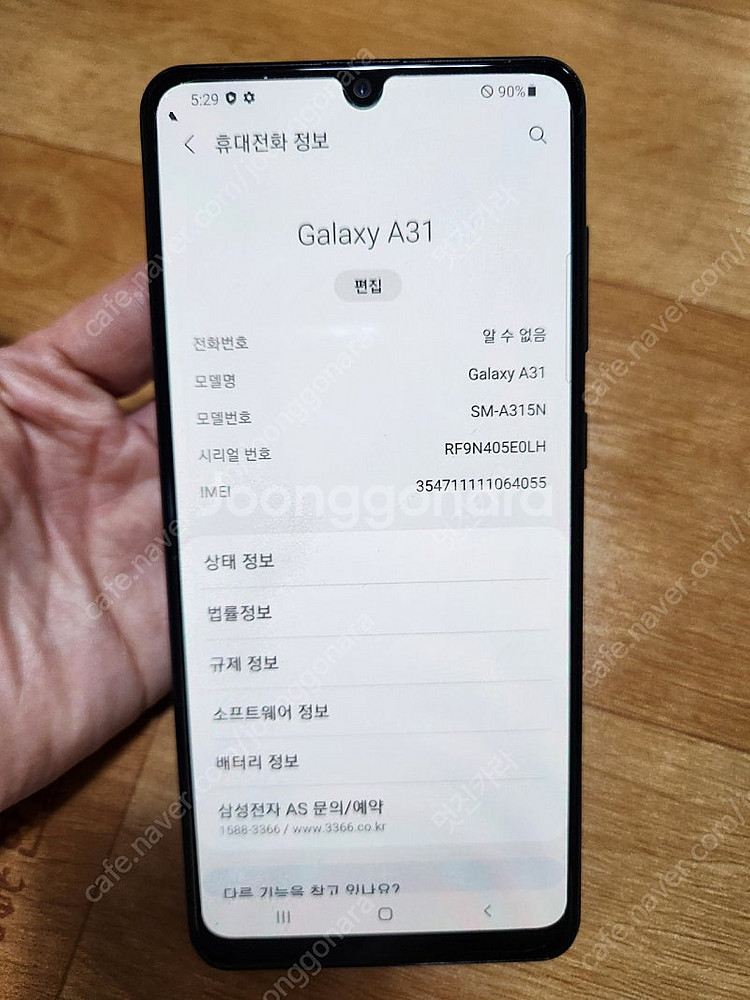 5:29
90%
휴대전화 정보
Galaxy A31
편집
전화번호 알 수 없음
모델명 Galaxy A31
모델번호 SM-A315N
시리얼 번호 RF9N405E0LH
IMEI 354711111064055
Joonggonara
상태 정보
법률정보
규제 정보
소프트웨어 정보
배터리 정보
삼성전자 AS 문의/예약
1588-3366 / www.3366.co.kr
다른 기능을 찾고 있나요?